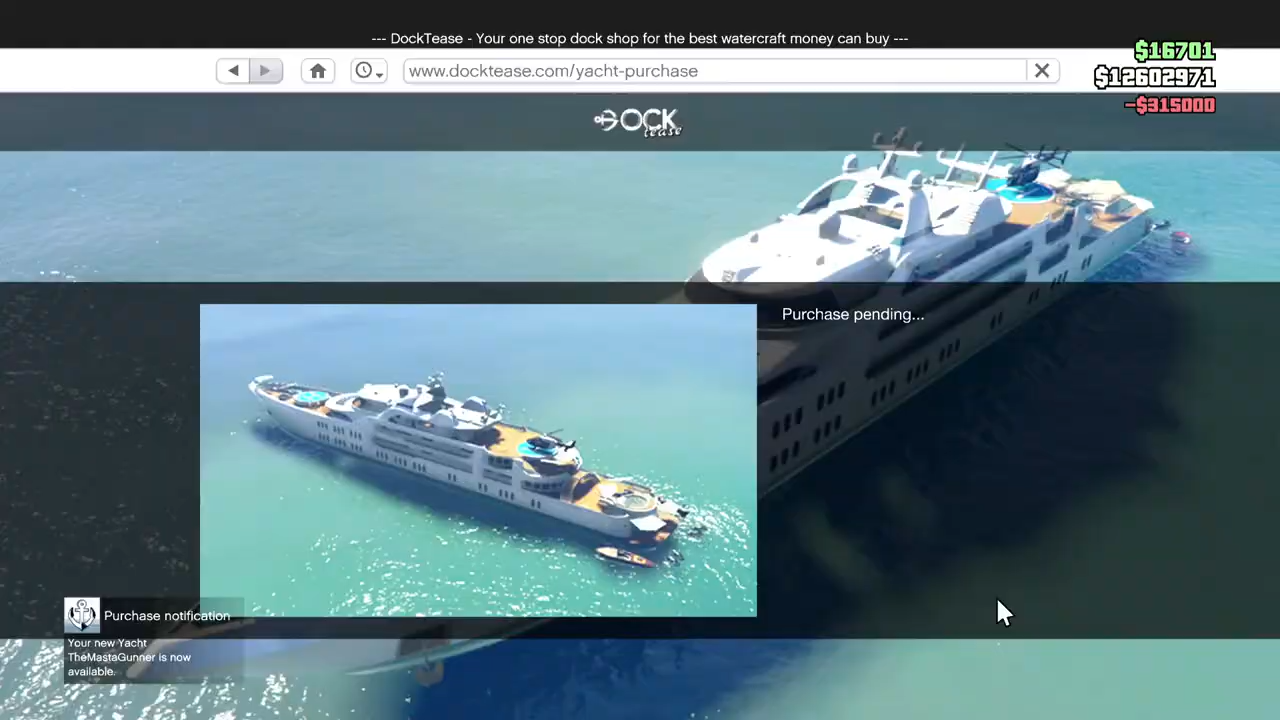 --- DockTease - Your one stop dock shop for the best watercraft money can buy ---
$16701
www.docktease.com/yacht-purchase
$12602971
-$315000
DOCK
tease
Purchase pending...
Purchase notification
Your new Yacht
TheMastaGunner is now
available.